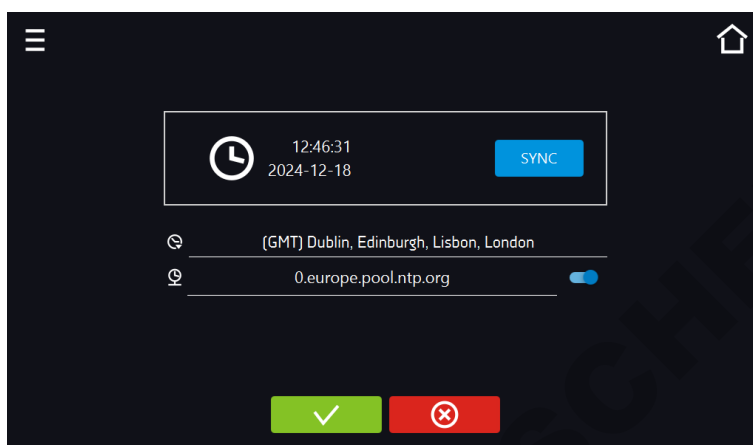 12:46:31
2024-12-18
SYNC
(GMT) Dublin, Edinburgh, Lisbon, London
0.europe.pool.ntp.org